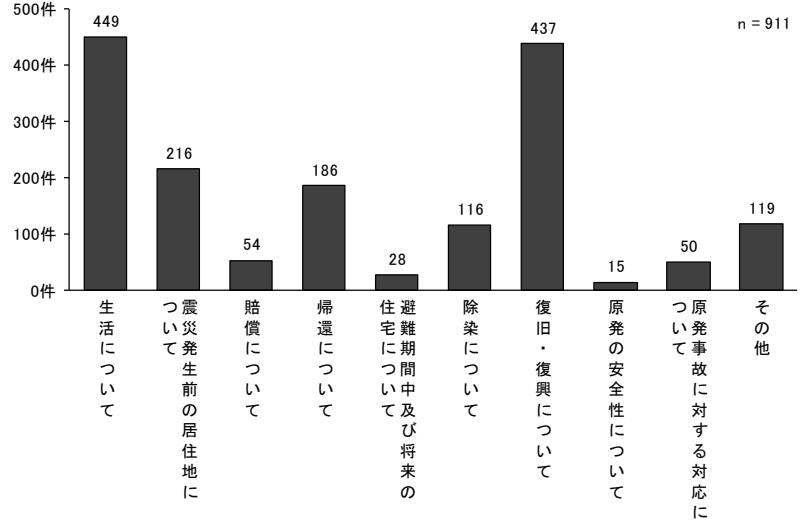 500件
400件
300件
200件
100件
0件
n = 911
449
216
54
186
28
116
437
15
50
119
生活について
震災発生前の居住地に
ついて
賠償について
帰還について
避難期間中及び将来の
住宅について
除染について
復旧・復興について
原発の安全性について
原発事故に対する対応に
ついて
その他